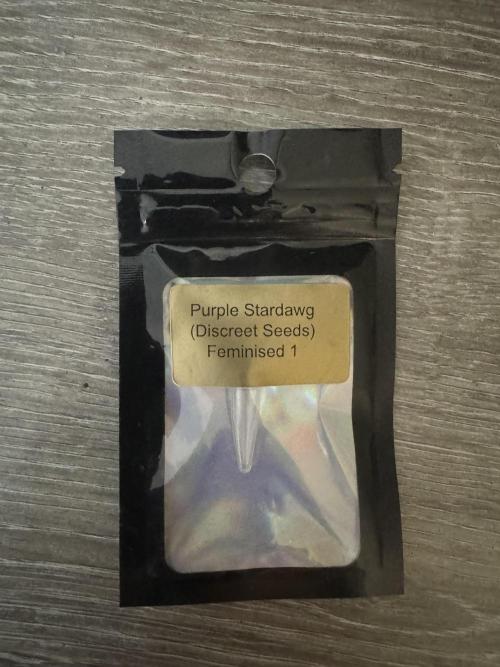 Purple Stardawg
(Discreet Seeds)
Feminised 1